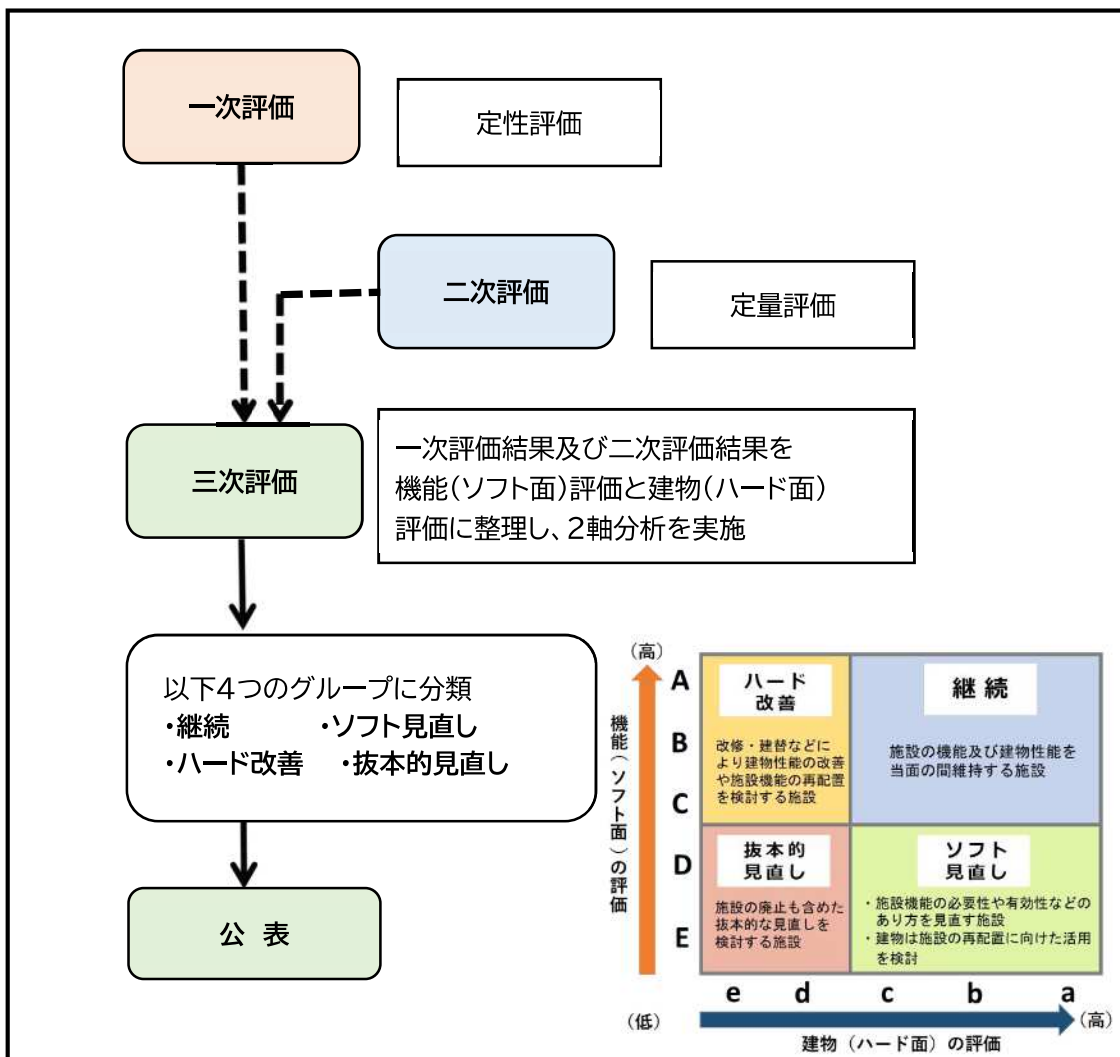 一次評価
定性評価
二次評価
定量評価
三次評価
一次評価結果及び二次評価結果を
機能(ソフト面)評価と建物(ハード面)
評価に整理し、2軸分析を実施
以下4つのグループに分類
・継続　・ソフト見直し
・ハード改善　・抜本的見直し
公 表
(高)
機能(ソフト面)の評価
A
B
C
D
E
ハード
改善
改修・建替などに
より建物性能の改善
や施設機能の再配置
を検討する施設
継 続
施設の機能及び建物性能を
当面の間維持する施設
抜本的
見直し
施設の廃止も含めた
抜本的な見直しを
検討する施設
ソフト
見直し
・施設機能の必要性や有効性などの
あり方を見直す施設
・建物は施設の再配置に向けた活用
を検討
e d c b a
(低)
(高)
建物(ハード面)の評価